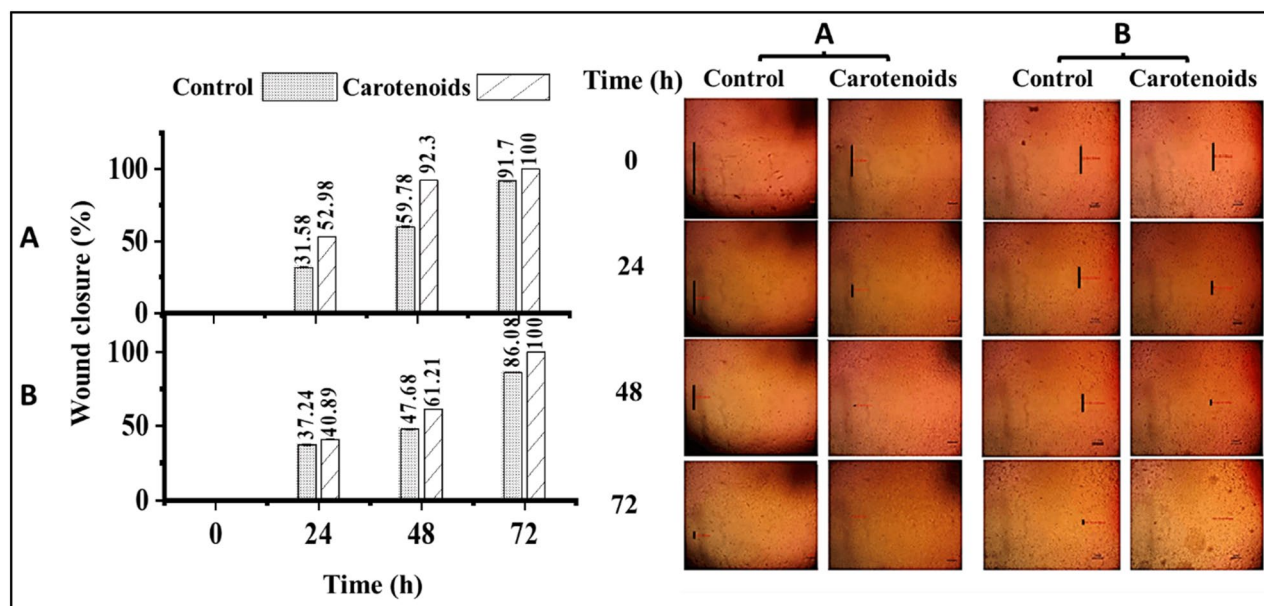 Control Carotenoids
A
Wound closure (%)
100
50
0
31.58
52.98
59.78
92.3
91.7
100
B
100
50
0
37.24
40.89
47.68
61.21
86.08
100
0 24 48 72
Time (h)
A B
Time (h) Control Carotenoids Control Carotenoids
0
24
48
72